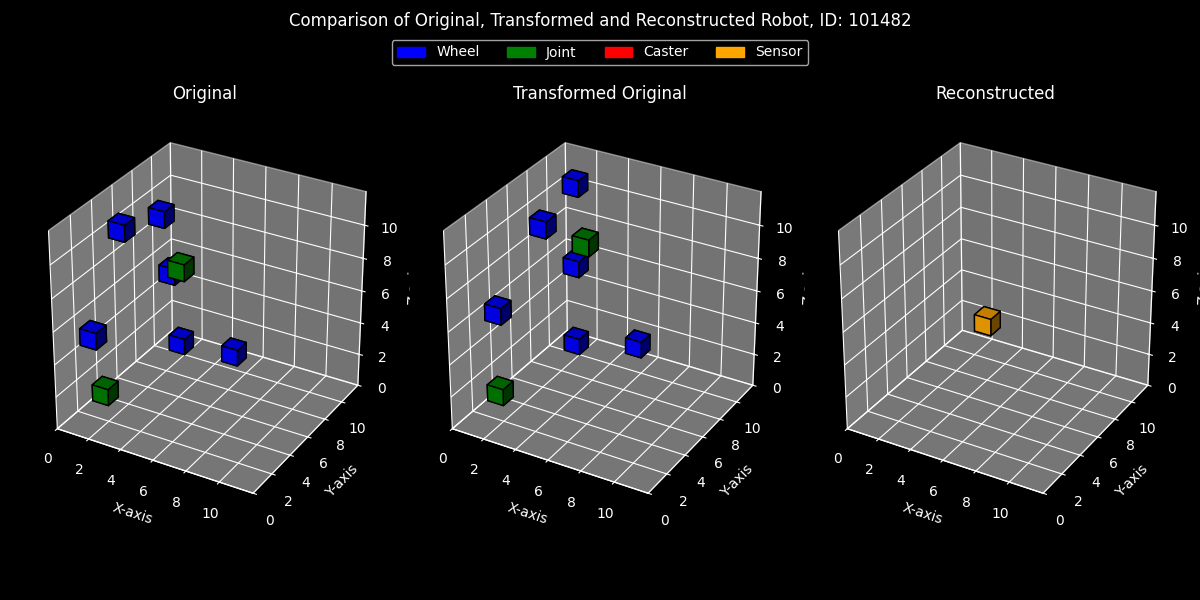 Comparison of Original, Transformed and Reconstructed Robot, ID: 101482
Wheel Joint Caster Sensor
Original
Transformed Original
Reconstructed
0 2 4 6 8 10
X-axis
0 2 4 6 8 10
Y-axis
0 2 4 6 8 10
0 2 4 6 8 10
X-axis
0 2 4 6 8 10
Y-axis
0 2 4 6 8 10
0 2 4 6 8 10
X-axis
0 2 4 6 8 10
Y-axis
0 2 4 6 8 10